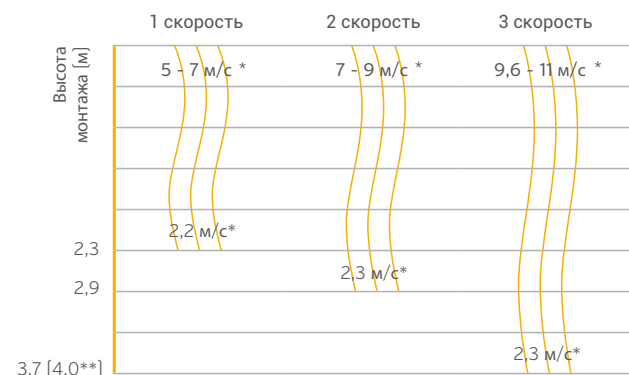 1 скорость 2 скорость 3 скорость
Высота
монтажа [м]
5 - 7 м/с * 7 - 9 м/с * 9,6 - 11 м/с *
2,2 м/с*
2,3
2,3 м/с*
2,9
2,3 м/с*
3,7 [4,0**]